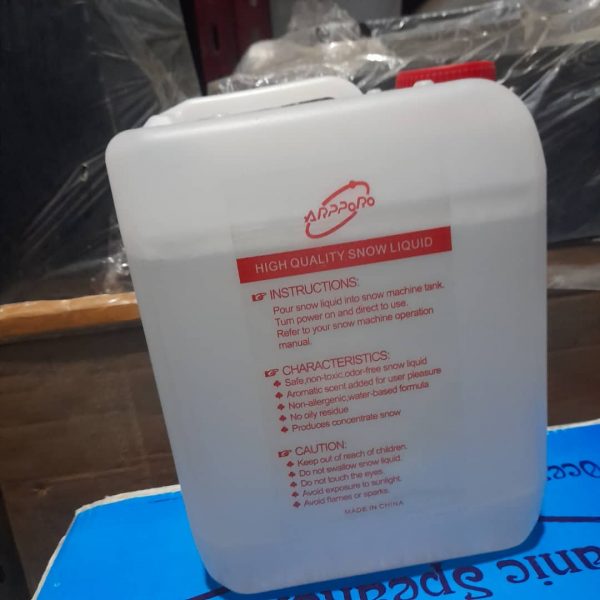 ARPPoRo
HIGH QUALITY SNOW LIQUID
INSTRUCTIONS:
Pour snow liquid into snow machine tank.
Turn power on and direct to use.
Refer to your snow machine operation
manual.
CHARACTERISTICS:
Safe,non-toxic,odor-free snow liquid
Aromatic scent added for user pleasure
Non-allergenic,water-based formula
No oily residue
Produces concentrate snow
CAUTION:
Keep out of reach of children.
Do not swallow snow liquid.
Do not touch the eyes.
Avoid exposure to sunlight.
Avoid flames or sparks.
MADE IN CHINA